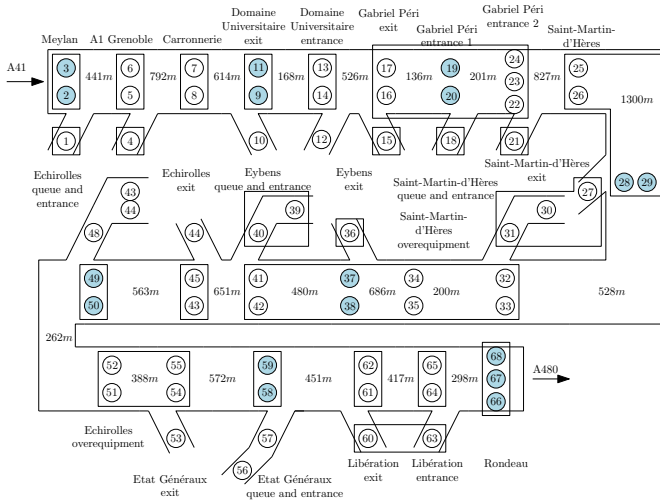 Domaine
Universitaire
exit
Domaine
Universitaire
entrance
Gabriel Péri
exit
Gabriel Péri
entrance 1
Gabriel Péri
entrance 2
Saint-Martin-
d'Hères
Meylan
A1 Grenoble
Carronnerie
A41
3
2
441m
6
5
792m
7
8
614m
11
9
168m
13
14
526m
17
16
136m
19
20
201m
24
23
22
827m
25
26
1300m
1
4
10
12
15
18
21
Echirolles
queue and
entrance
Echirolles
exit
Eybens
queue and entrance
Eybens
exit
Saint-Martin-d'Hères
queue and entrance
Saint-Martin-d'Hères
exit
Saint-Martin-
d'Hères
overequipment
43
44
48
44
40
39
36
31
30
27
28
29
49
50
563m
45
43
651m
41
42
480m
37
38
686m
34
35
200m
32
33
528m
262m
52
51
388m
55
54
572m
59
58
451m
62
61
417m
65
64
298m
68
67
66
A480
Echirolles
overequipment
53
57
56
60
63
Etat Généraux
exit
Etat Généraux
queue and entrance
Libération
exit
Libération
entrance
Rondeau